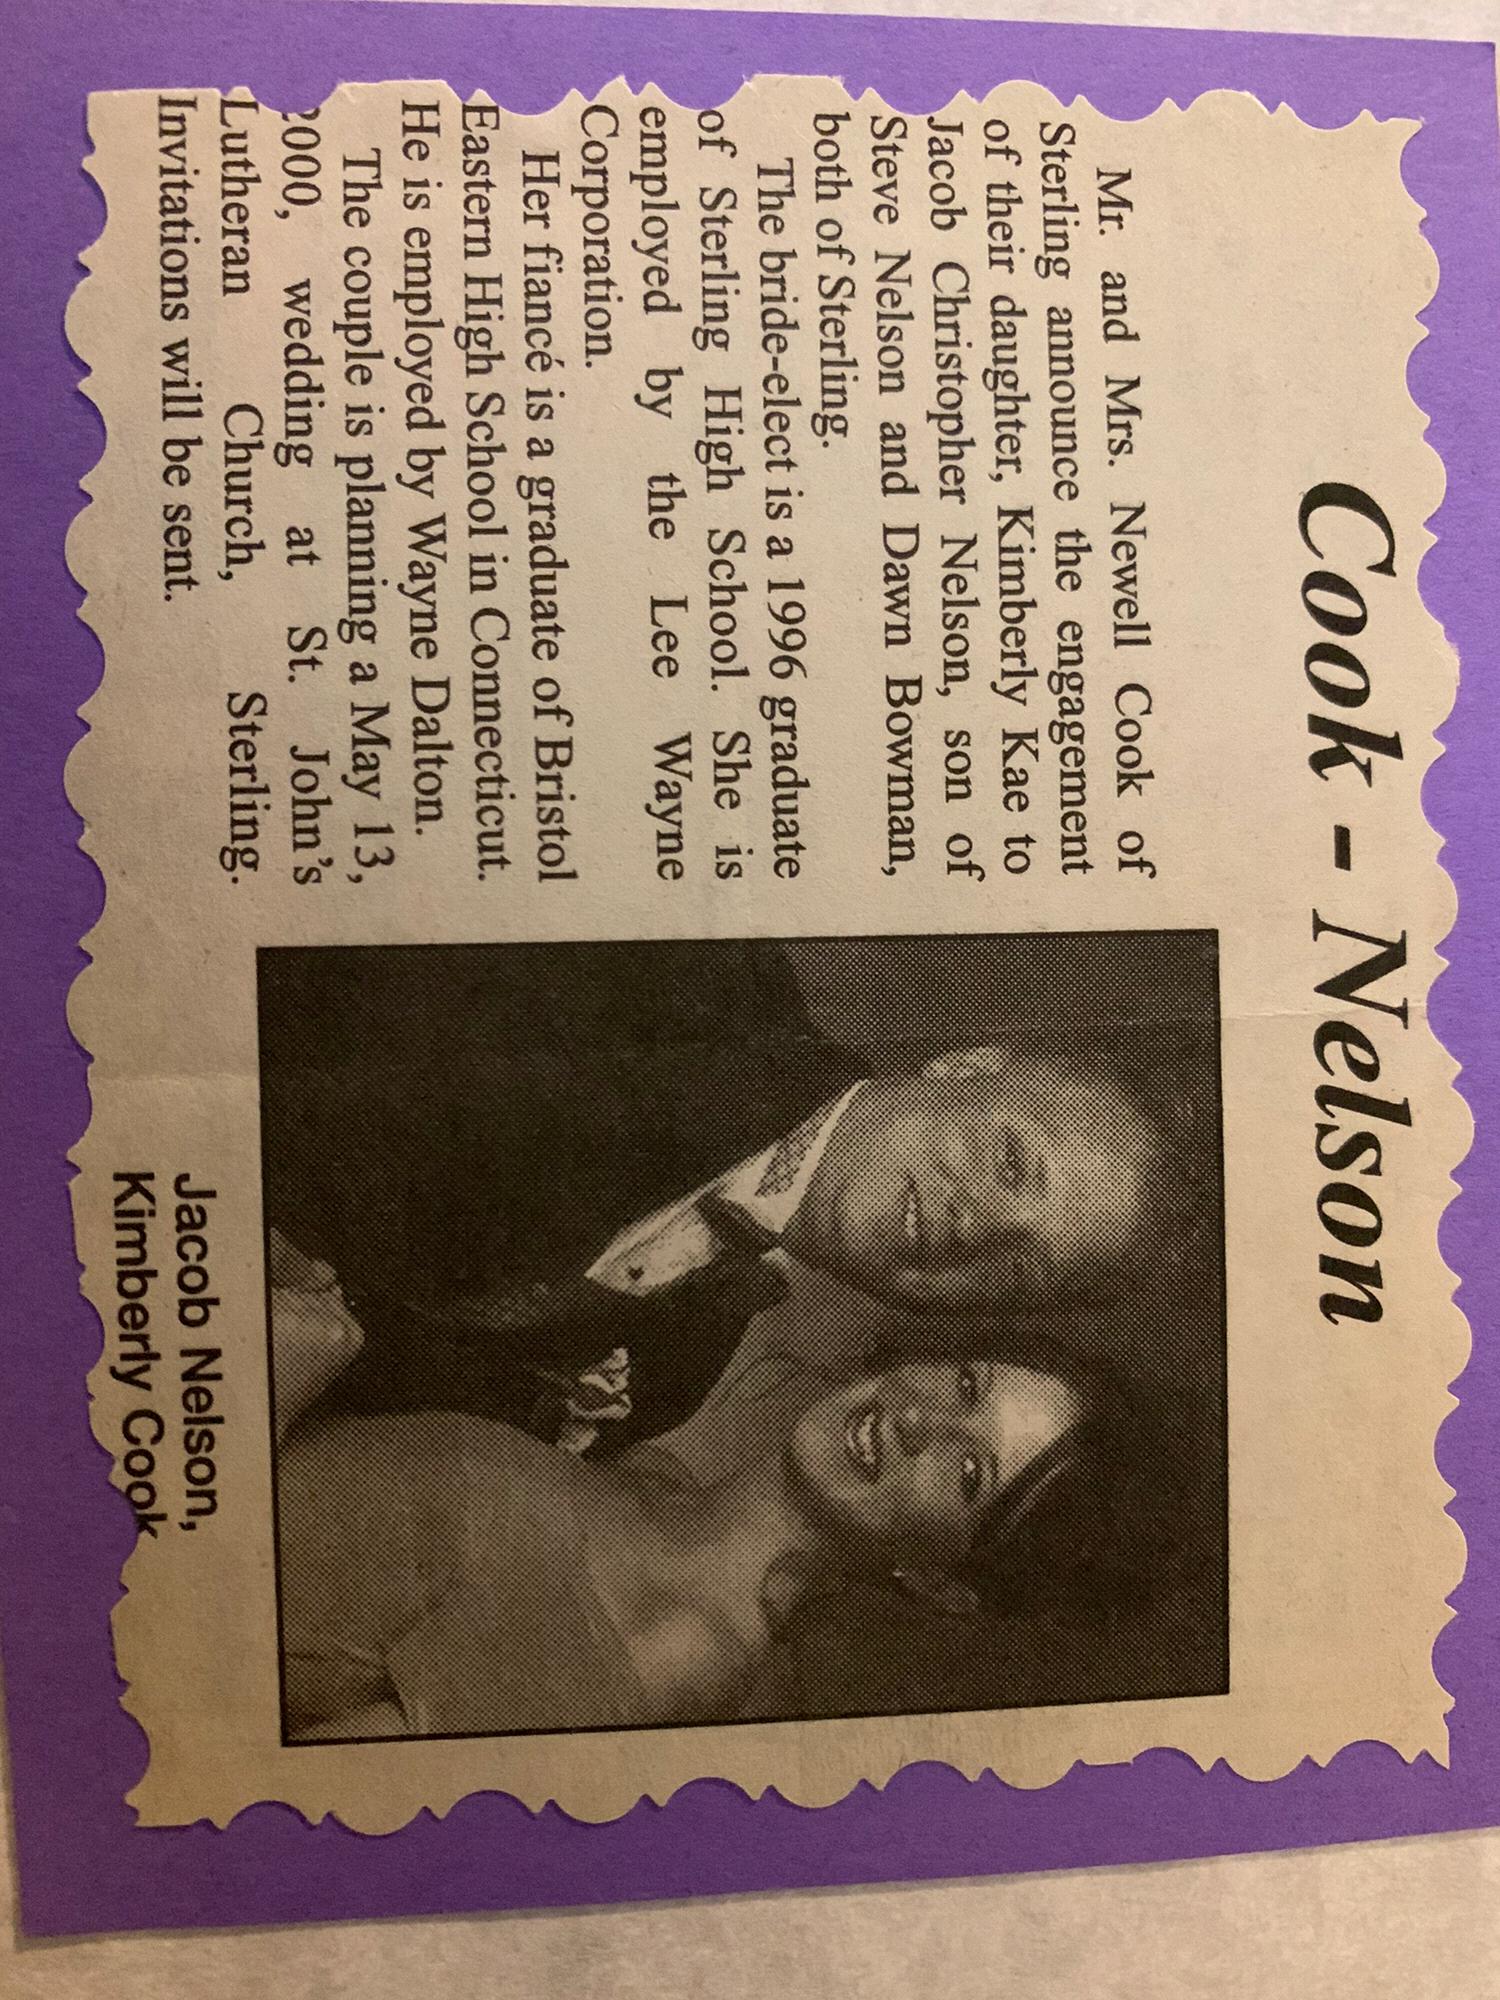 Cook - Nelson
Mr. and Mrs. Newell Cook of
Sterling announce the engagement
of their daughter, Kimberly Kae to
Jacob Christopher Nelson, son of
Steve Nelson and Dawn Bowman,
both of Sterling.
The bride-elect is a 1996 graduate
of Sterling High School. She is
employed by the Lee Wayne
Corporation.
Her fiancé is a graduate of Bristol
Eastern High School in Connecticut.
He is employed by Wayne Dalton.
The couple is planning a May 13,
2000, wedding at St. John's
Lutheran Church, Sterling.
Invitations will be sent.
Jacob Nelson,
Kimberly Cook